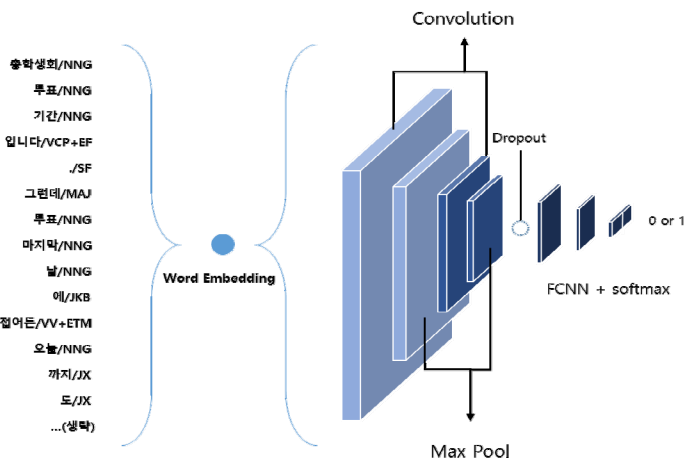 Convolution
총학생회/NNG
투표/NNG
기간/NNG
입니다/VCP+EF
./SF
그런데/MAJ
투표/NNG
마지막/NNG
날/NNG
에/JKB
접어든/VV+ETM
오늘/NNG
까지/JX
도/JX
...(생략)
Word Embedding
Dropout
0 or 1
FCNN + softmax
Max Pool